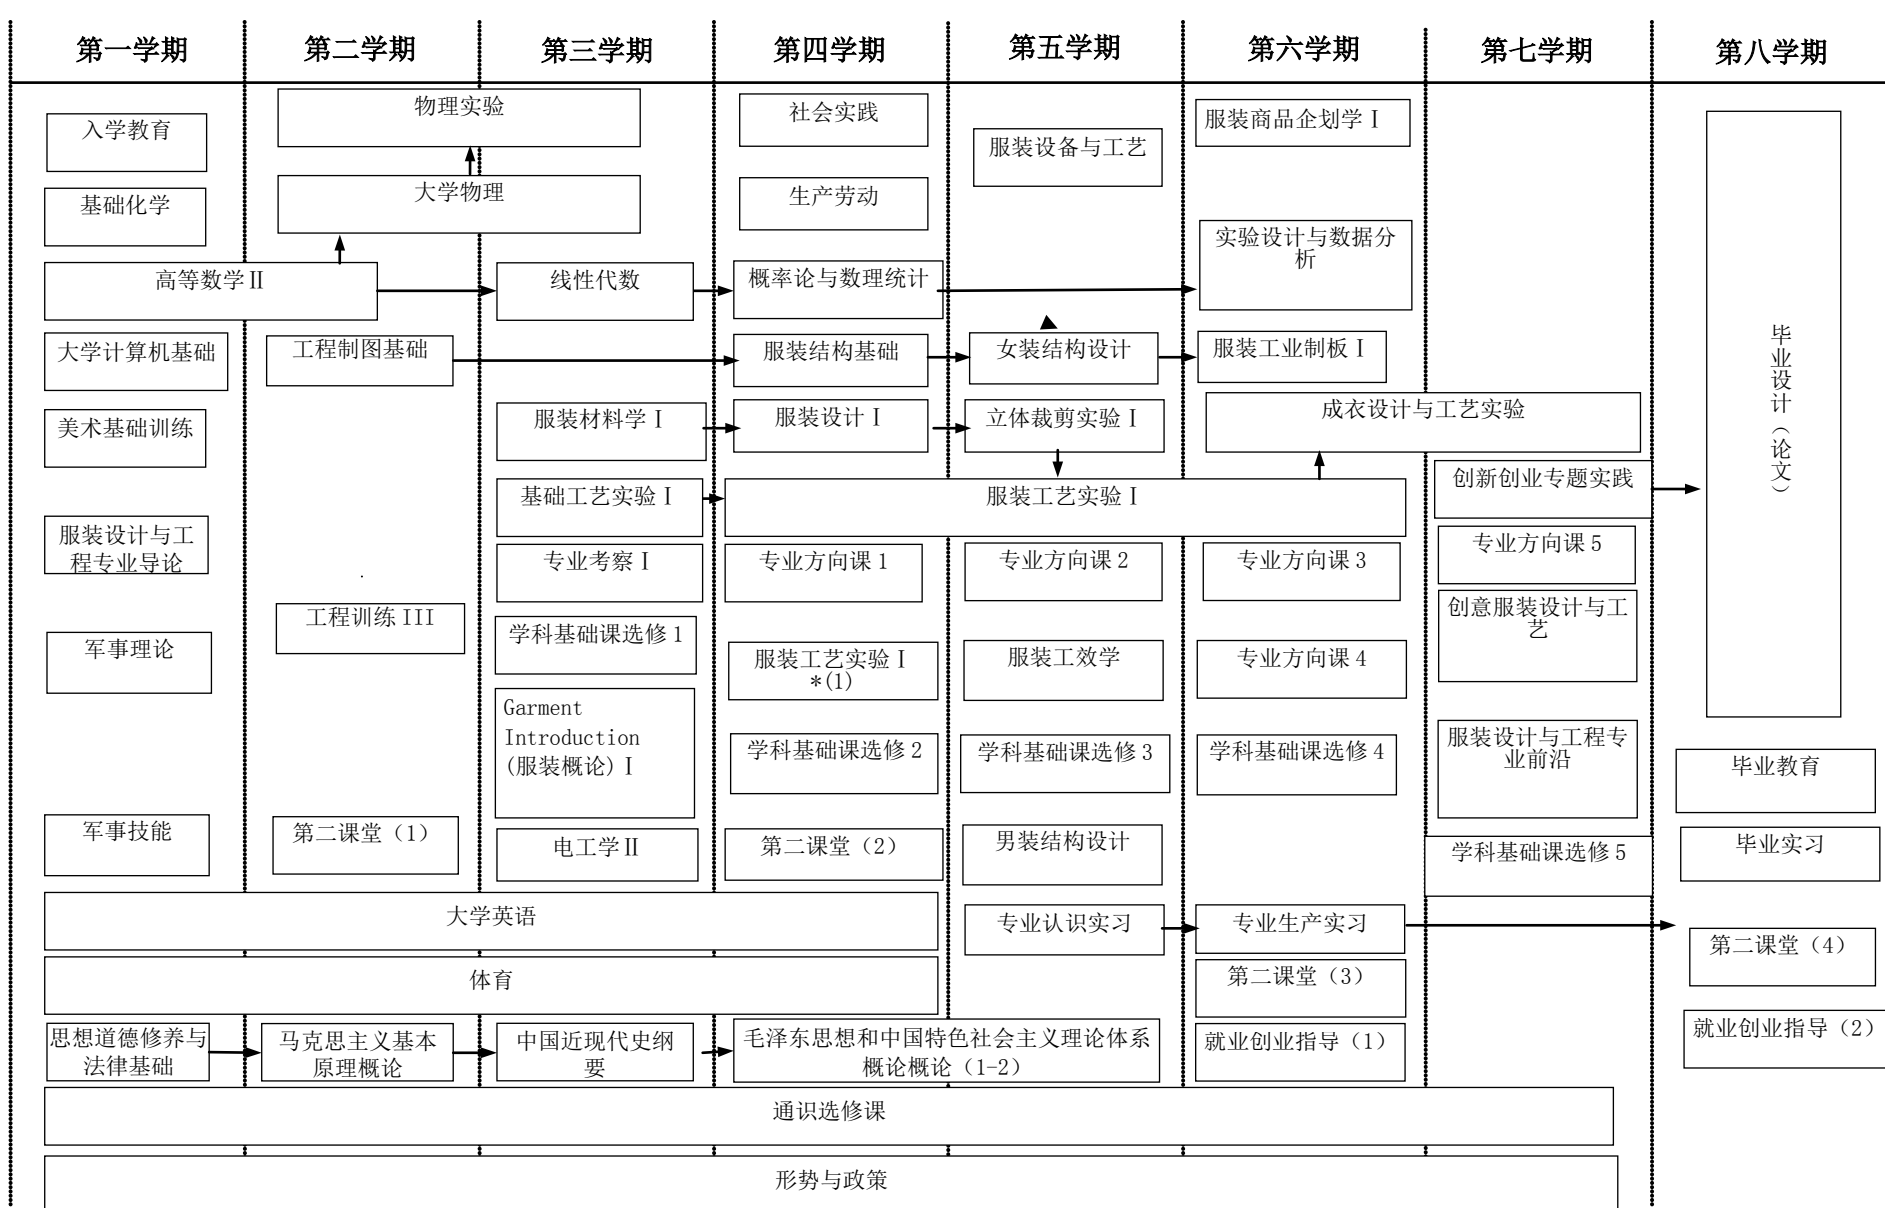 第一学期
第二学期
第三学期
第四学期
第五学期
第六学期
第七学期
第八学期
入学教育
基础化学
高等数学Ⅱ
大学计算机基础
美术基础训练
服装设计与工
程专业导论
军事理论
军事技能
物理实验
大学物理
工程制图基础
工程训练 III
第二课堂（1）
线性代数
服装材料学Ⅰ
基础工艺实验Ⅰ
专业考察Ⅰ
学科基础课选修 1
Garment
Introduction
(服装概论)Ⅰ
电工学Ⅱ
社会实践
生产劳动
概率论与数理统计
服装结构基础
服装设计Ⅰ
服装工艺实验Ⅰ
专业方向课 1
服装工艺实验Ⅰ
*(1)
学科基础课选修 2
第二课堂（2）
服装设备与工艺
女装结构设计
立体裁剪实验Ⅰ
专业方向课 2
服装工效学
学科基础课选修 3
男装结构设计
专业认识实习
服装商品企划学Ⅰ
实验设计与数据分
析
服装工业制板Ⅰ
成衣设计与工艺实验
专业方向课 3
专业方向课 4
学科基础课选修 4
专业生产实习
第二课堂（3）
就业创业指导（1）
创新创业专题实践
专业方向课 5
创意服装设计与工
艺
服装设计与工程专
业前沿
学科基础课选修 5
毕业设计（论文）
毕业教育
毕业实习
第二课堂（4）
就业创业指导（2）
大学英语
体育
思想道德修养与
法律基础
马克思主义基本
原理概论
中国近现代史纲
要
毛泽东思想和中国特色社会主义理论体系
概论概论（1-2）
通识选修课
形势与政策